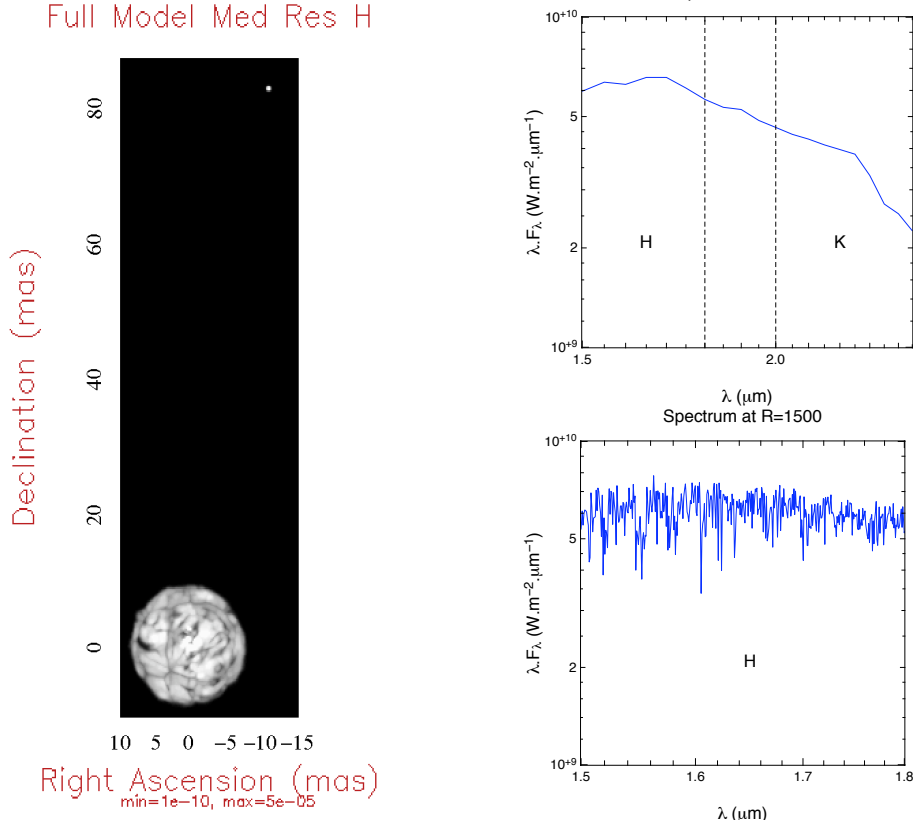 Full Model Med Res H
Declination (mas)
80
60
40
20
0
10 5 0 −5 −10 −15
Right Ascension (mas)
min=1e−10, max=5e−05
10+10
5
2
10+9
λ.Fλ (W.m−2.μm−1)
H
K
1.5
2.0
λ (μm)
Spectrum at R=1500
10+10
5
2
10+9
λ.Fλ (W.m−2.μm−1)
H
1.5 1.6 1.7 1.8
λ (μm)